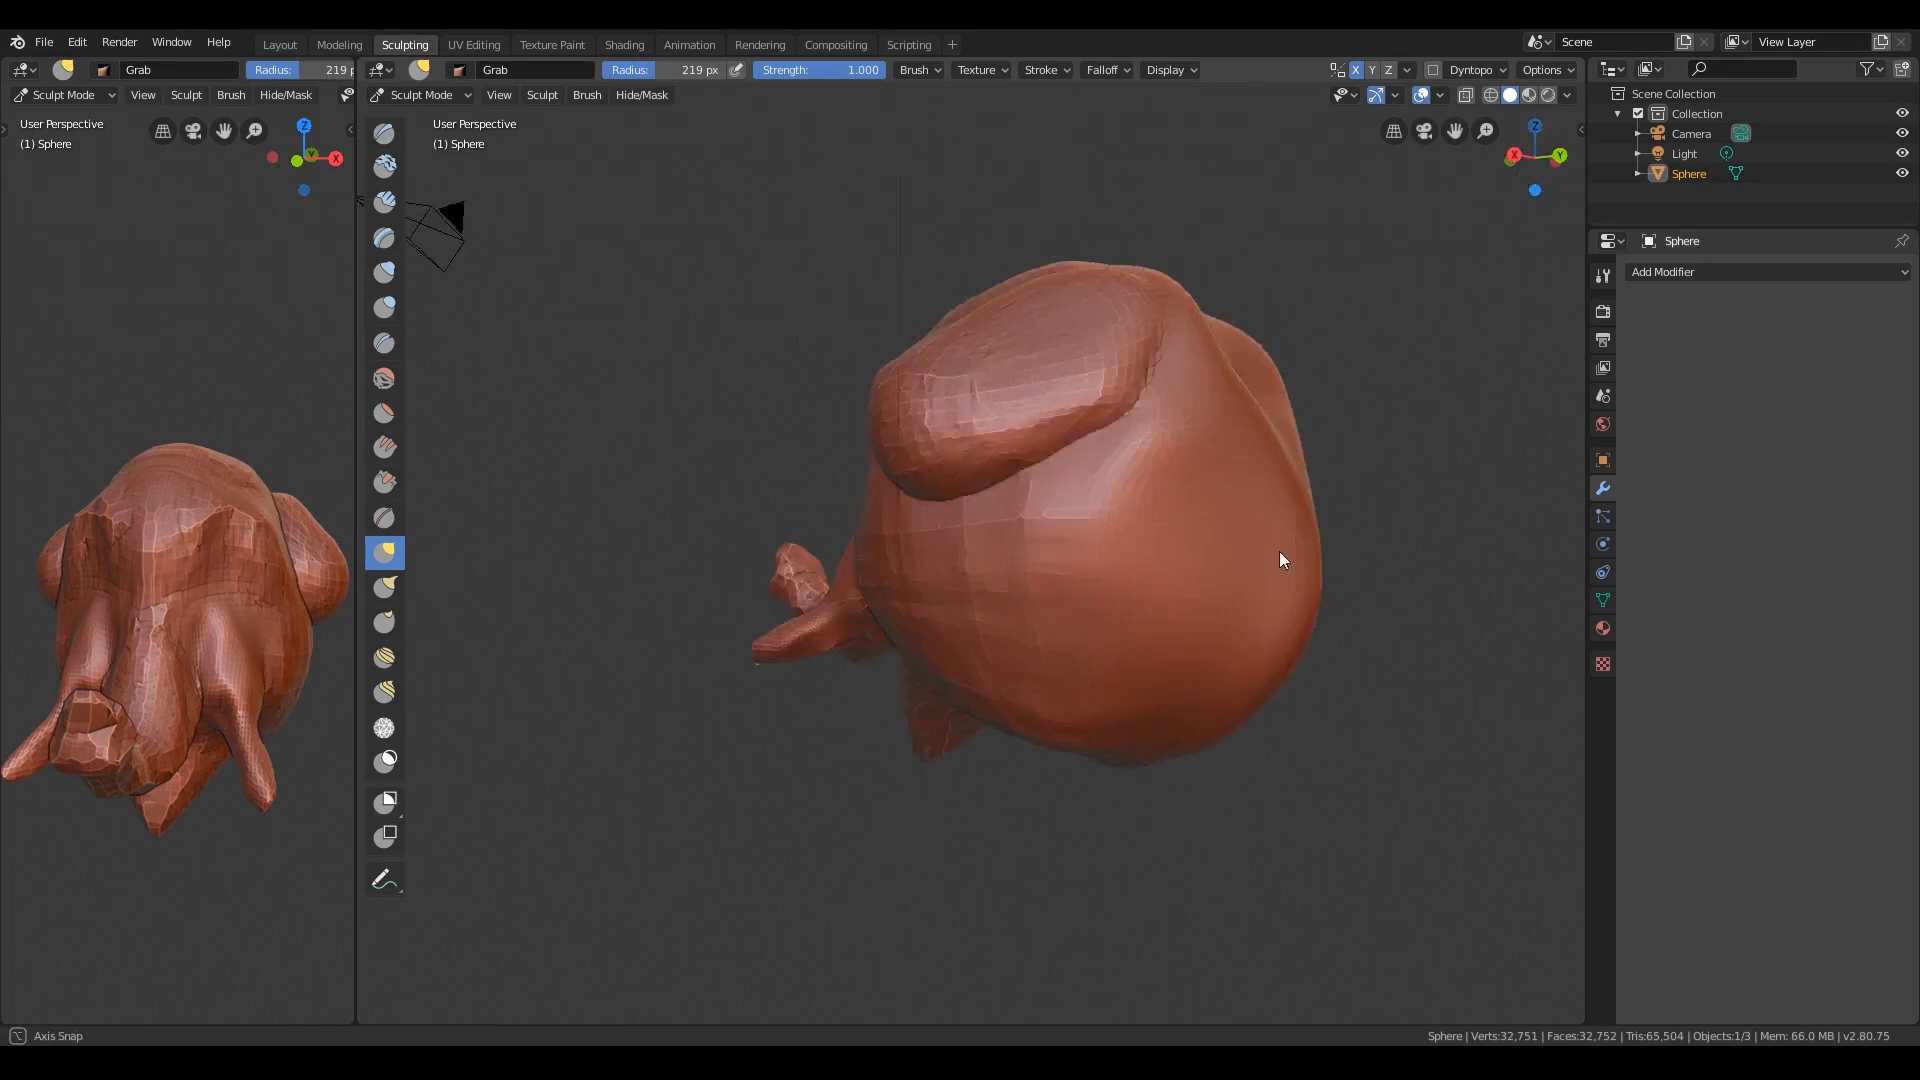 File Edit Render Window Help Layout Modeling Sculpting UV Editing Texture Paint Shading Animation Rendering Compositing Scripting + Scene View Layer
Grab Radius: 219 p Grab Radius: 219 px Strength: 1.000 Brush Texture Stroke Falloff Display X Y Z Dyntopo Options
Sculpt Mode View Sculpt Brush Hide/Mask Sculpt Mode View Sculpt Brush Hide/Mask
Scene Collection
Collection
Camera
Light
Sphere
User Perspective
(1) Sphere
Z
Y
X
User Perspective
(1) Sphere
Z
X
Y
Sphere
Add Modifier
Axis Snap
Sphere | Verts:32,751 | Faces:32,752 | Tris:65,504 | Objects:1/3 | Mem: 66.0 MB | v2.80.75